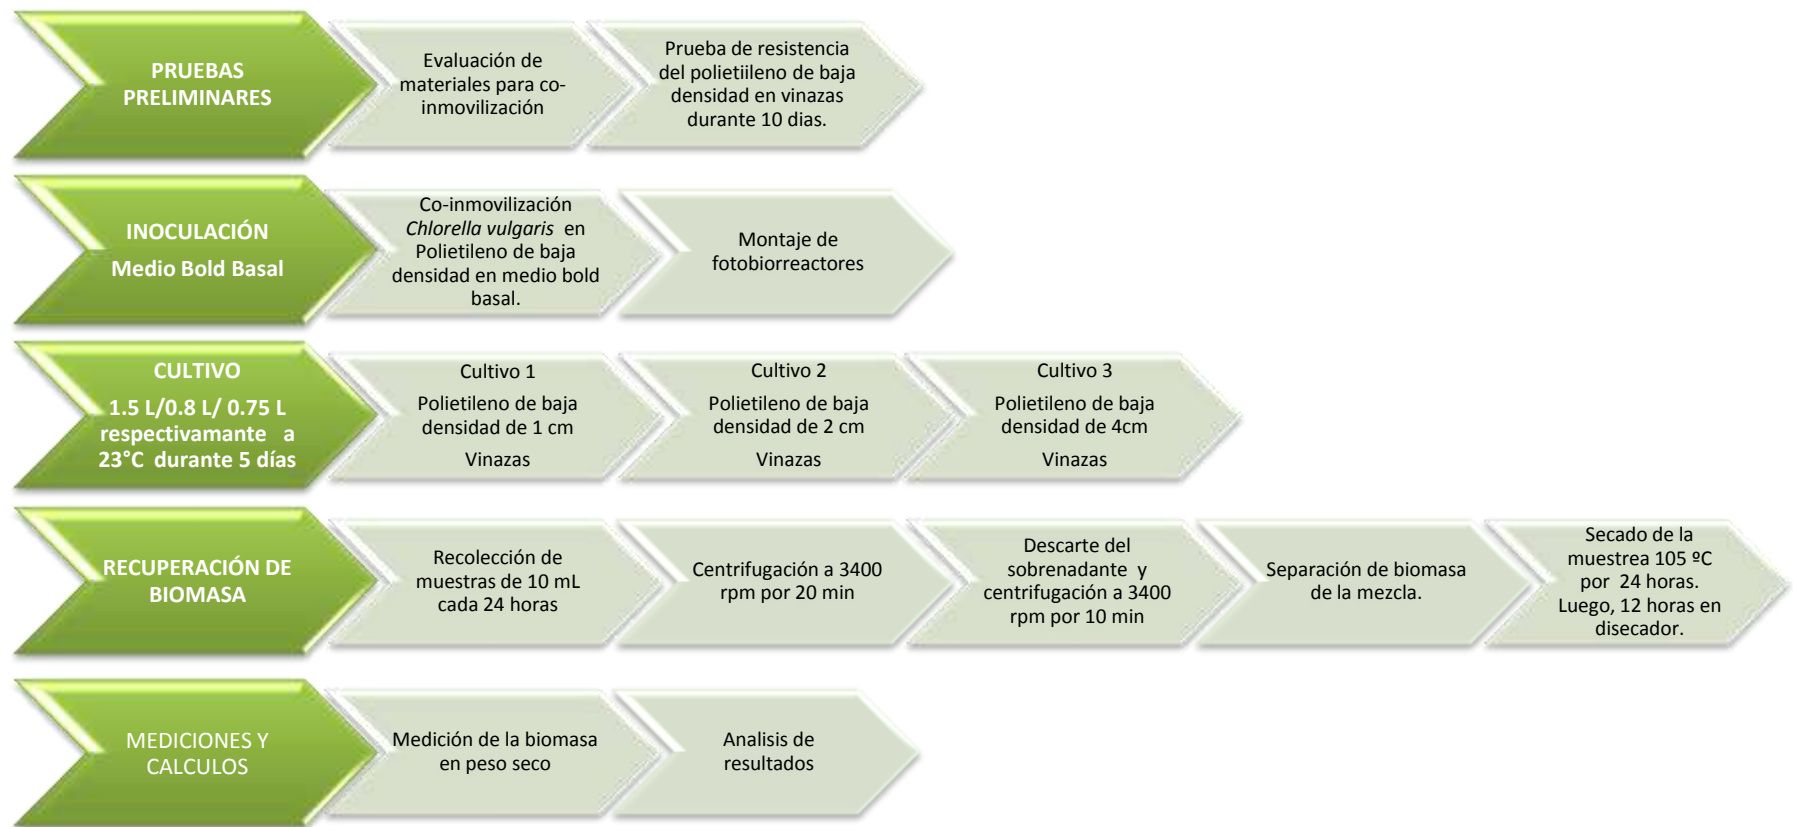 PRUEBAS
PRELIMINARES
Evaluación de
materiales para co-
inmovilización
Prueba de resistencia
del polietiileno de baja
densidad en vinazas
durante 10 dias.
INOCULACIÓN
Medio Bold Basal
Co-inmovilización
Chlorella vulgaris en
Polietileno de baja
densidad en medio bold
basal.
Montaje de
fotobiorreactores
CULTIVO
1.5 L/0.8 L/ 0.75 L
respectivamante a
23°C durante 5 días
Cultivo 1
Polietileno de baja
densidad de 1 cm
Vinazas
Cultivo 2
Polietileno de baja
densidad de 2 cm
Vinazas
Cultivo 3
Polietileno de baja
densidad de 4cm
Vinazas
RECUPERACIÓN DE
BIOMASA
Recolección de
muestras de 10 mL
cada 24 horas
Centrifugación a 3400
rpm por 20 min
Descarte del
sobrenadante y
centrifugación a 3400
rpm por 10 min
Separación de biomasa
de la mezcla.
Secado de la
muestrea 105 ºC
por 24 horas.
Luego, 12 horas en
disecador.
MEDICIONES Y
CALCULOS
Medición de la biomasa
en peso seco
Analisis de
resultados